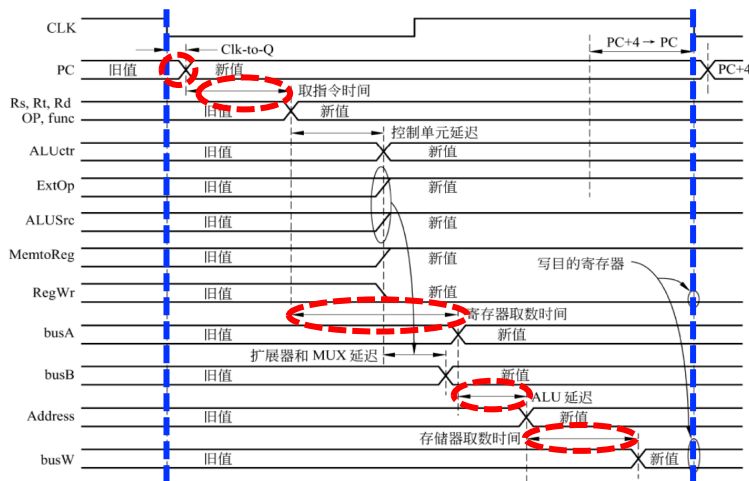 CLK
Clk-to-Q
PC+4→PC
PC 旧值 新值 PC+4
取指令时间
Rs, Rt, Rd
OP, func 旧值 新值
控制单元延迟
ALUctr 旧值 新值
ExtOp 旧值 新值
ALUSrc 旧值 新值
MemtoReg 旧值 新值
写目的寄存器
RegWr 旧值 新值
寄存器取数时间
busA 旧值 新值
扩展器和 MUX 延迟
busB 旧值 新值
ALU 延迟
Address 旧值 新值
存储器取数时间
busW 旧值 新值